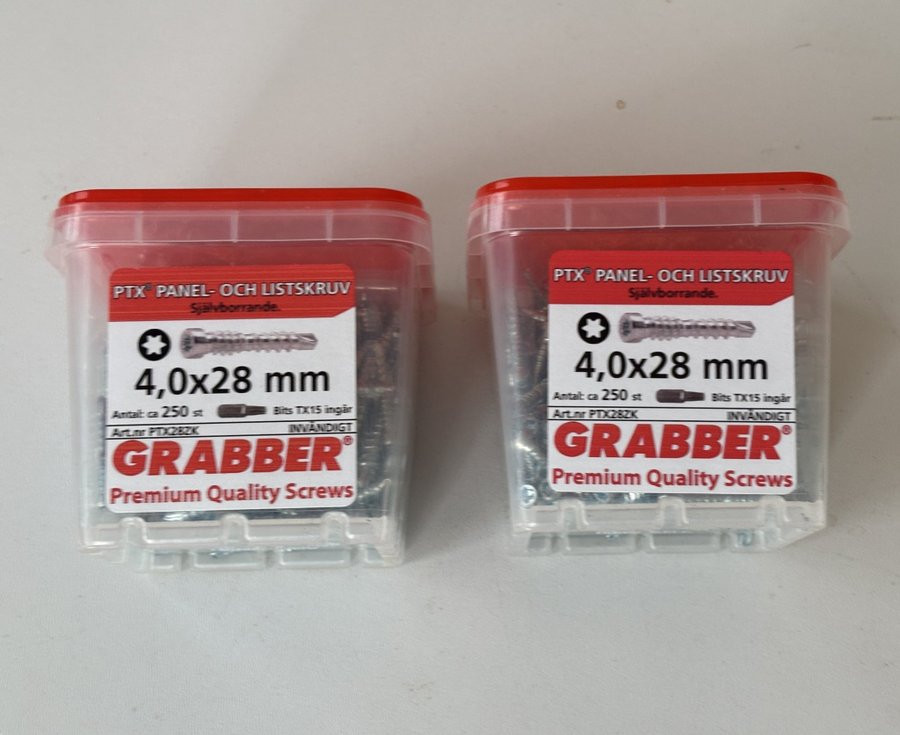 PTX® PANEL- OCH LISTSKRUV
Självborrande.
4,0x28 mm
Antal: ca 250 st
Bits TX15 ingår
Art.nr PTX28ZK
INVÄNDIGT
GRABBER®
Premium Quality Screws
PTX® PANEL- OCH LISTSKRUV
Självborrande.
4,0x28 mm
Antal: ca 250 st
Bits TX15 ingår
Art.nr PTX28ZK
INVÄNDIGT
GRABBER®
Premium Quality Screws